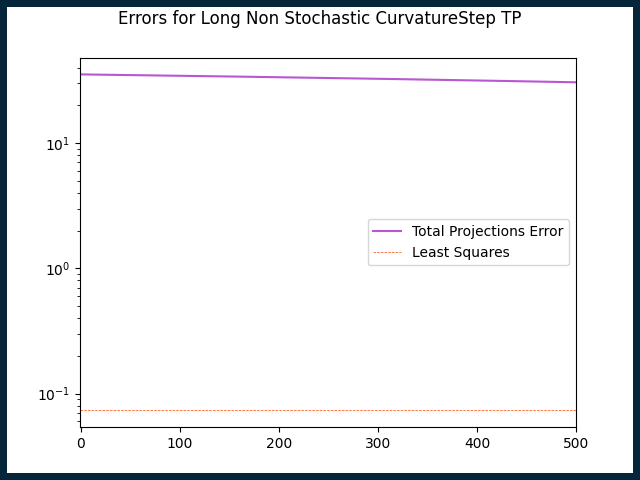 Errors for Long Non Stochastic CurvatureStep TP
10¹
Total Projections Error
Least Squares
10⁰
10⁻¹
0 100 200 300 400 500